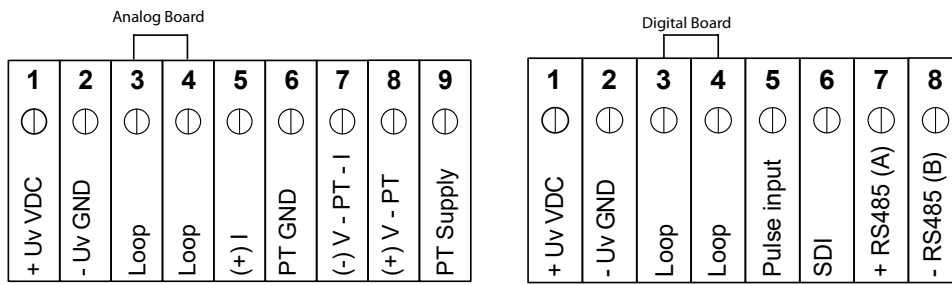 Analog Board
1 2 3 4 5 6 7 8 9
+ Uv VDC
- Uv GND
Loop
Loop
(+) I
PT GND
(-) V - PT - I
(+) V - PT
PT Supply
Digital Board
1 2 3 4 5 6 7 8
+ Uv VDC
- Uv GND
Loop
Loop
Pulse input
SDI
+ RS485 (A)
- RS485 (B)